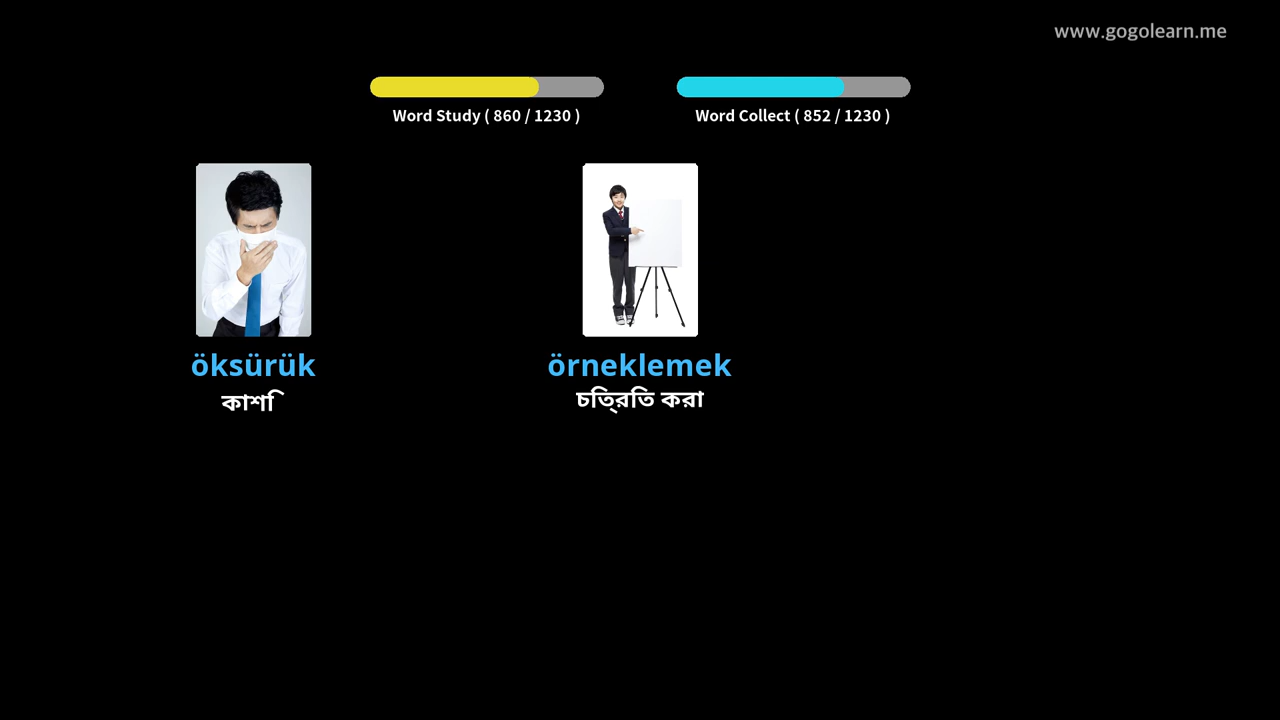 www.gogolearn.me
Word Study ( 860 / 1230 )
Word Collect ( 852 / 1230 )
öksürük
কাশি
örneklemek
চিত্রিত করা